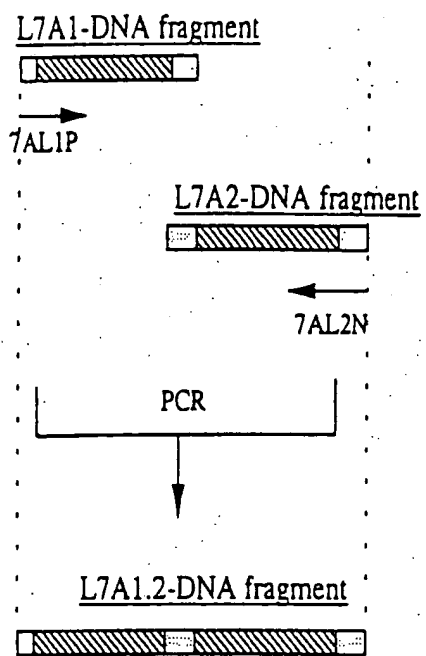 L7A1-DNA fragment
7AL1P
L7A2-DNA fragment
7AL2N
PCR
L7A1.2-DNA fragment